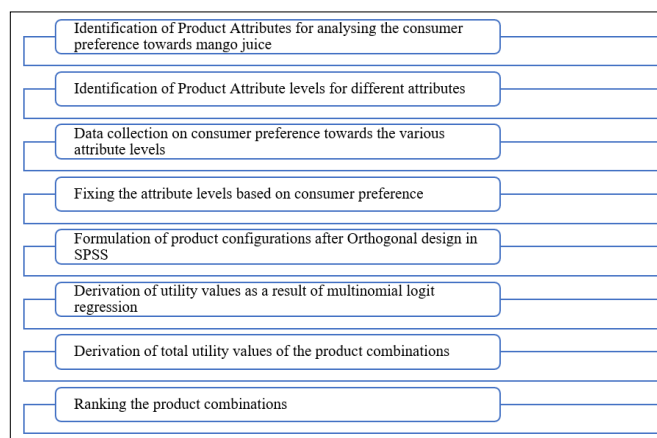 Identification of Product Attributes for analysing the consumer
preference towards mango juice
Identification of Product Attribute levels for different attributes
Data collection on consumer preference towards the various
attribute levels
Fixing the attribute levels based on consumer preference
Formulation of product configurations after Orthogonal design in
SPSS
Derivation of utility values as a result of multinomial logit
regression
Derivation of total utility values of the product combinations
Ranking the product combinations